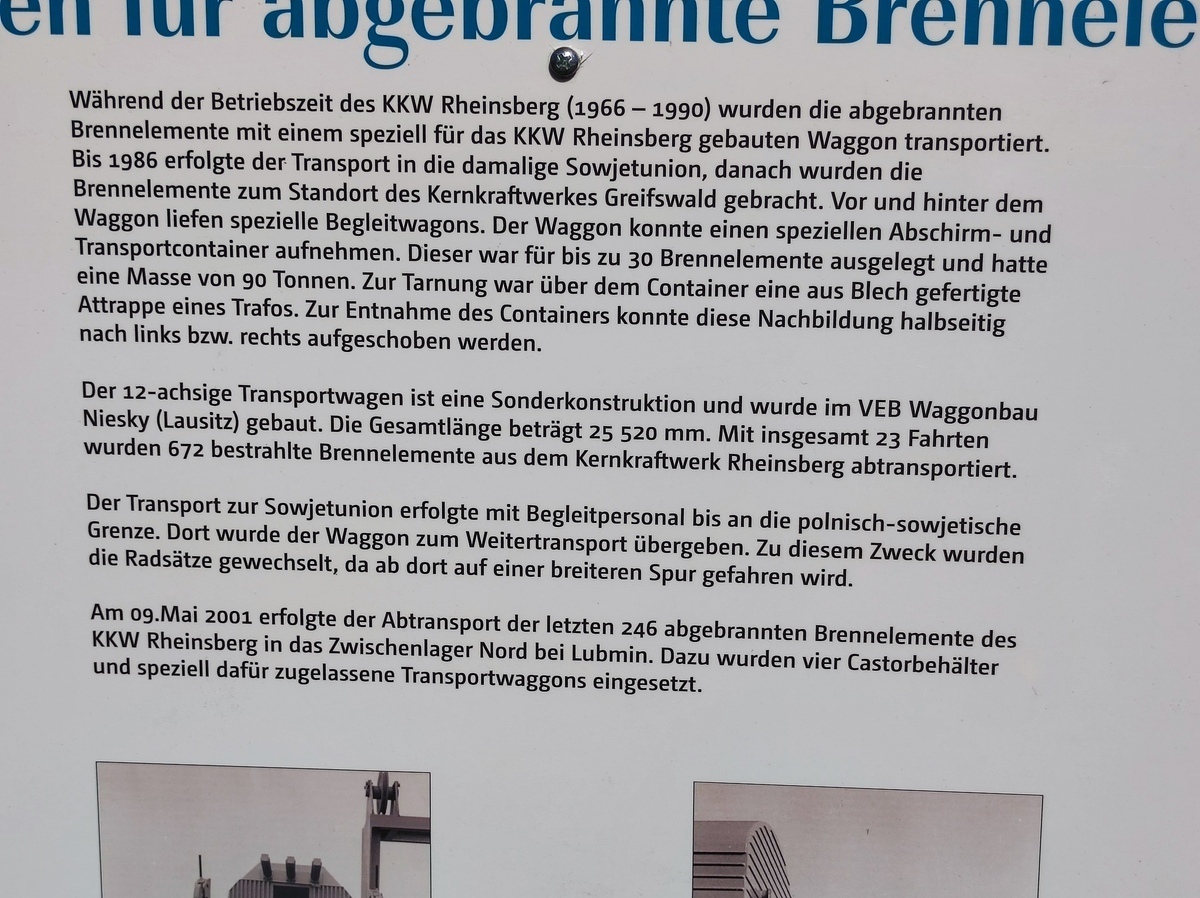 en für abgebrannte Brennele
Während der Betriebszeit des KKW Rheinsberg (1966 – 1990) wurden die abgebrannten
Brennelemente mit einem speziell für das KKW Rheinsberg gebauten Waggon transportiert.
Bis 1986 erfolgte der Transport in die damalige Sowjetunion, danach wurden die
Brennelemente zum Standort des Kernkraftwerkes Greifswald gebracht. Vor und hinter dem
Waggon liefen spezielle Begleitwagons. Der Waggon konnte einen speziellen Abschirm- und
Transportcontainer aufnehmen. Dieser war für bis zu 30 Brennelemente ausgelegt und hatte
eine Masse von 90 Tonnen. Zur Tarnung war über dem Container eine aus Blech gefertigte
Attrappe eines Trafos. Zur Entnahme des Containers konnte diese Nachbildung halbseitig
nach links bzw. rechts aufgeschoben werden.
Der 12-achsige Transportwagen ist eine Sonderkonstruktion und wurde im VEB Waggonbau
Niesky (Lausitz) gebaut. Die Gesamtlänge beträgt 25 520 mm. Mit insgesamt 23 Fahrten
wurden 672 bestrahlte Brennelemente aus dem Kernkraftwerk Rheinsberg abtransportiert.
Der Transport zur Sowjetunion erfolgte mit Begleitpersonal bis an die polnisch-sowjetische
Grenze. Dort wurde der Waggon zum Weitertransport übergeben. Zu diesem Zweck wurden
die Radsätze gewechselt, da ab dort auf einer breiteren Spur gefahren wird.
Am 09.Mai 2001 erfolgte der Abtransport der letzten 246 abgebrannten Brennelemente des
KKW Rheinsberg in das Zwischenlager Nord bei Lubmin. Dazu wurden vier Castorbehälter
und speziell dafür zugelassene Transportwaggons eingesetzt.